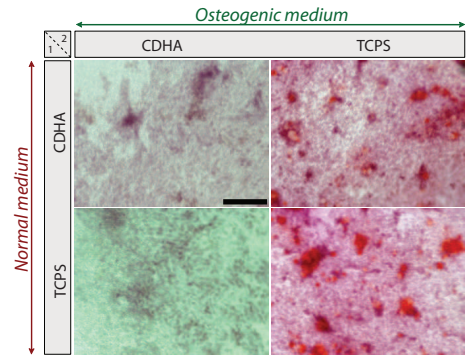 Osteogenic medium
2
1
CDHA
TCPS
Normal medium
CDHA
TCPS